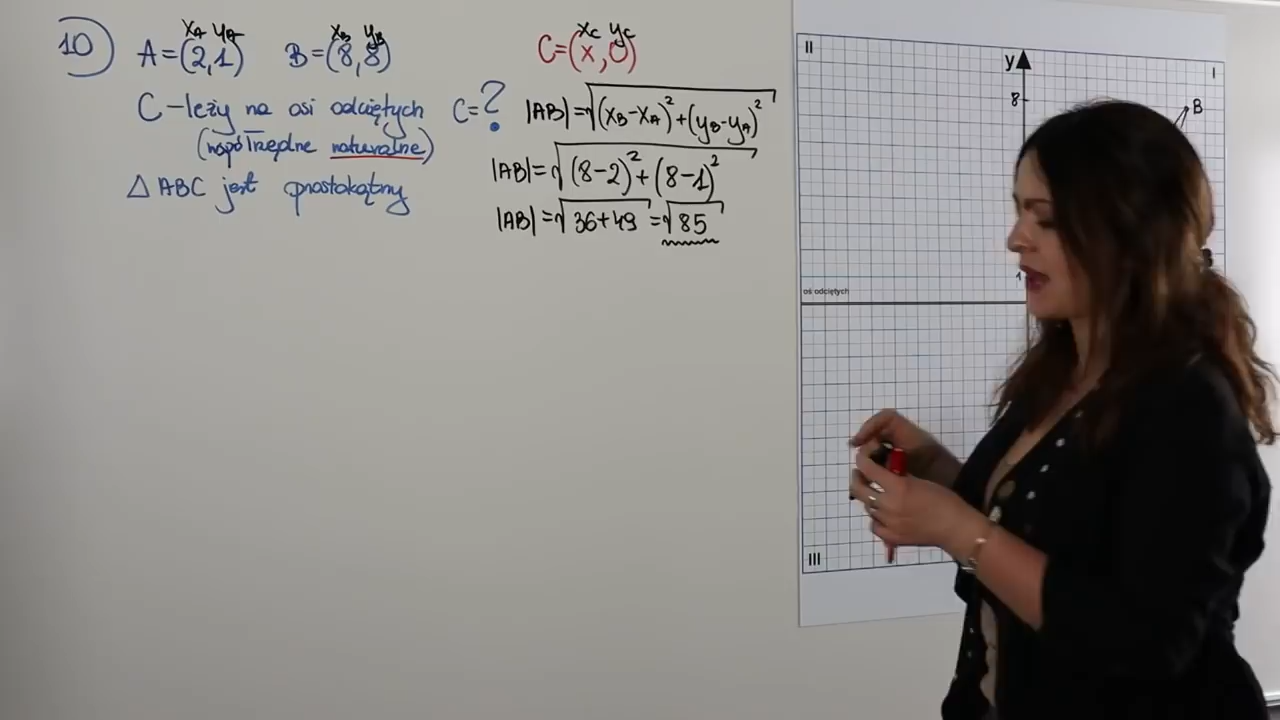 10) A=(2,1) B=(8,8)
xA yA xB yB
C - leży na osi odciętych C=?
(współrzędne naturalne)
△ ABC jest prostokątny
xC yC
C=(x,0)
|AB|=√(xB-xA)²+(yB-yA)²
|AB|=√(8-2)²+(8-1)²
|AB|=√36+49=√85
II
y
I
8
B
1
oś odciętych
III